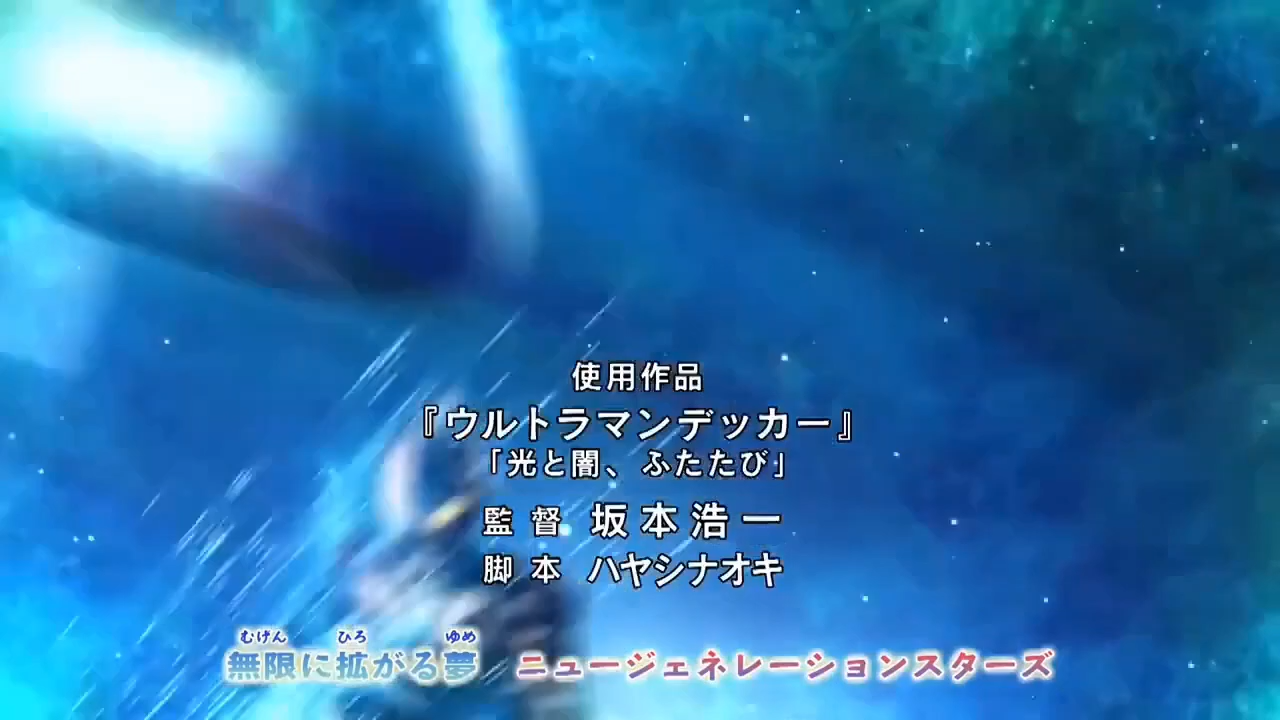 使用作品
『ウルトラマンデッカー』
「光と闇、ふたたび」
監督 坂本浩一
脚本 ハヤシナオキ
むげん ひろ ゆめ
無限に拡がる夢 ニュージェネレーションスターズ